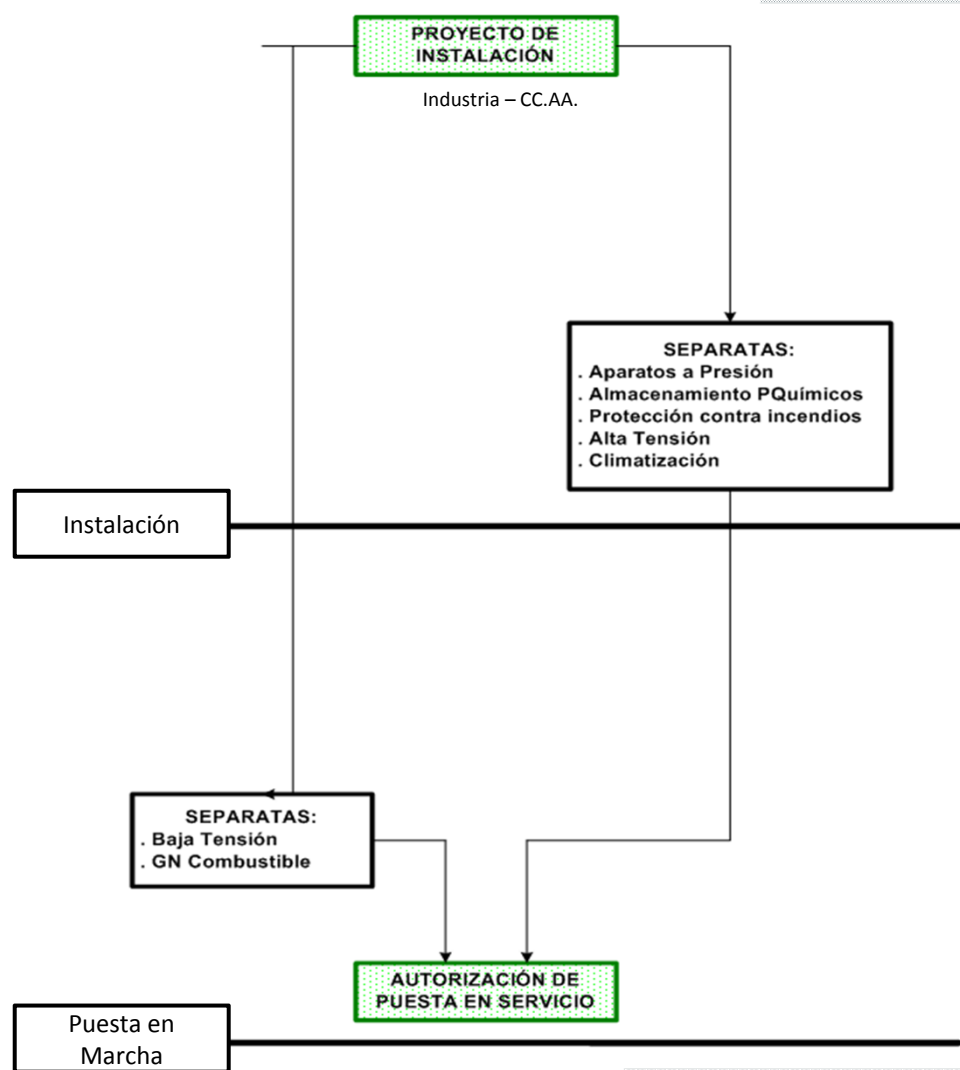 PROYECTO DE
INSTALACIÓN
Industria – CC.AA.
SEPARATAS:
. Aparatos a Presión
. Almacenamiento PQuímicos
. Protección contra incendios
. Alta Tensión
. Climatización
Instalación
SEPARATAS:
. Baja Tensión
. GN Combustible
AUTORIZACIÓN DE
PUESTA EN SERVICIO
Puesta en
Marcha